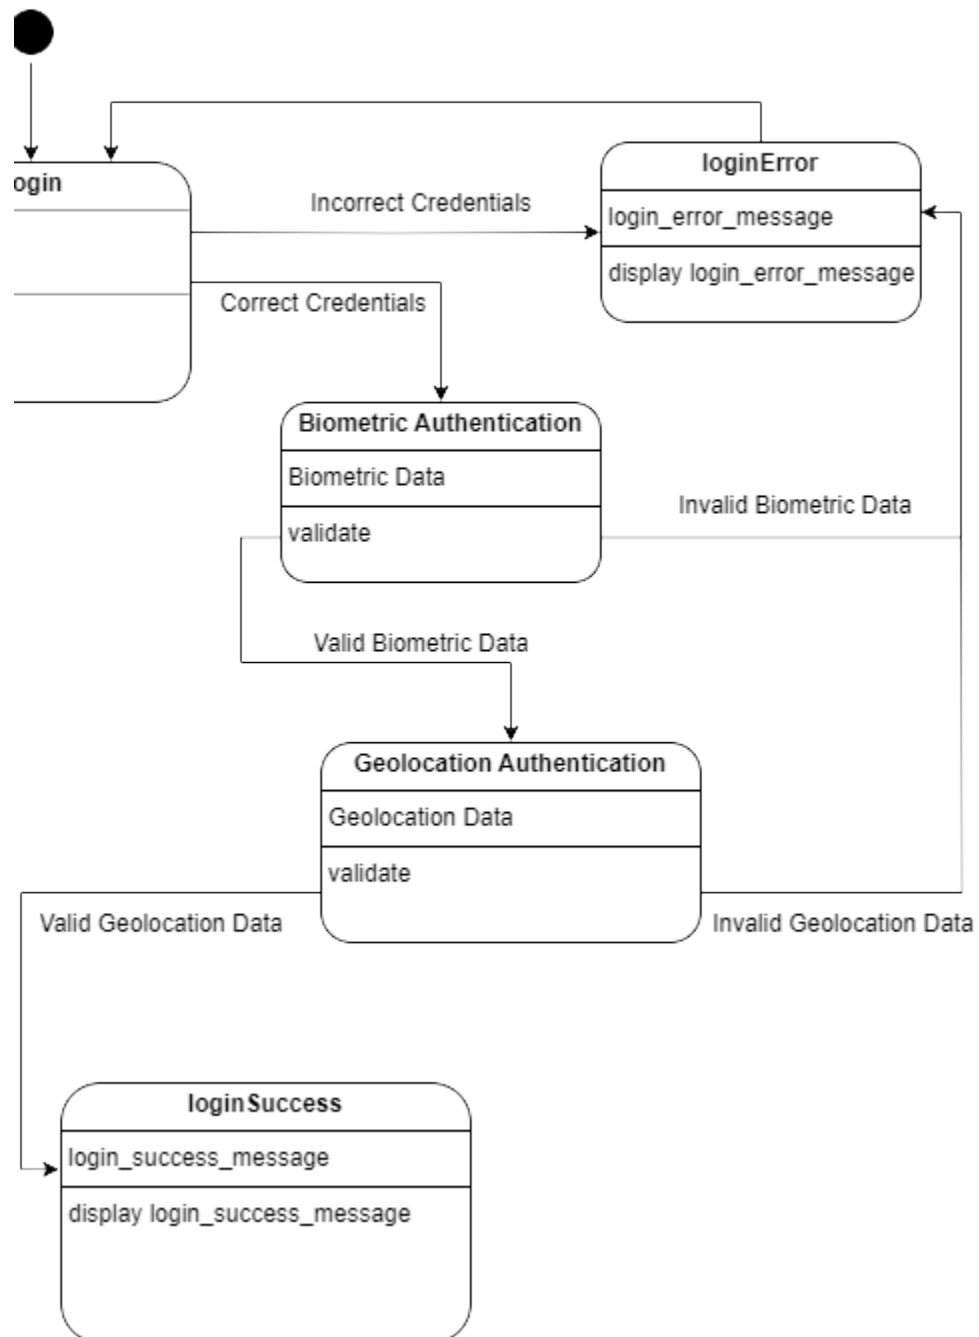 ogin
loginError
Incorrect Credentials
login_error_message
display login_error_message
Correct Credentials
Biometric Authentication
Biometric Data
Invalid Biometric Data
validate
Valid Biometric Data
Geolocation Authentication
Geolocation Data
validate
Valid Geolocation Data
Invalid Geolocation Data
loginSuccess
login_success_message
display login_success_message